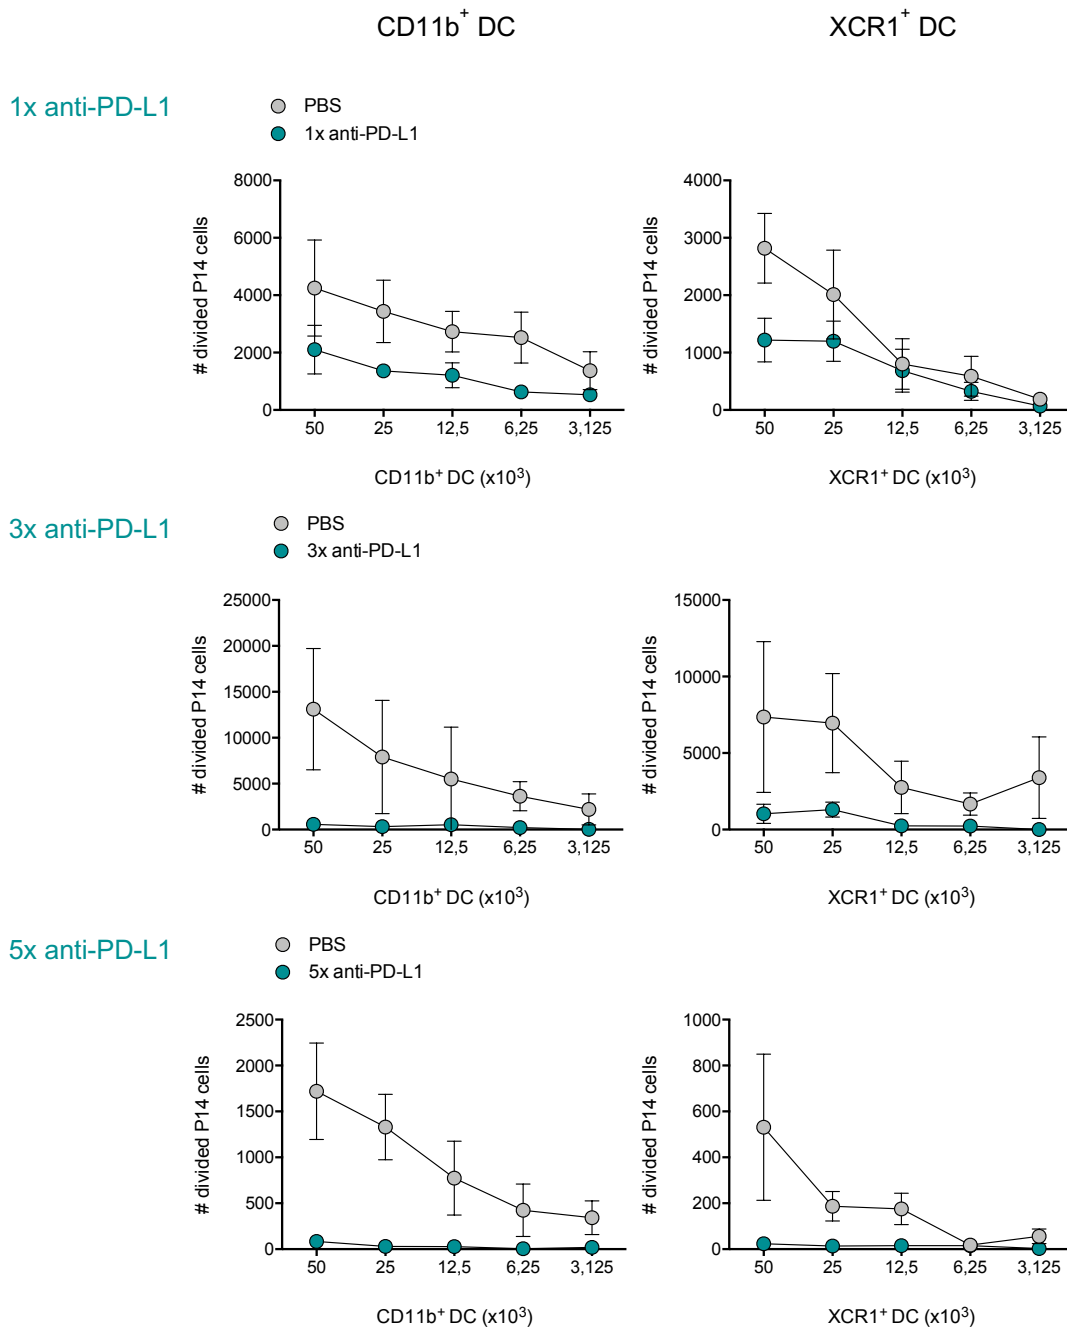 CD11b⁺ DC
XCR1⁺ DC
1x anti-PD-L1
PBS
1x anti-PD-L1
# divided P14 cells
8000
6000
4000
2000
0
50 25 12,5 6,25 3,125
CD11b⁺ DC (x10³)
# divided P14 cells
4000
3000
2000
1000
0
50 25 12,5 6,25 3,125
XCR1⁺ DC (x10³)
3x anti-PD-L1
PBS
3x anti-PD-L1
# divided P14 cells
25000
20000
15000
10000
5000
0
50 25 12,5 6,25 3,125
CD11b⁺ DC (x10³)
# divided P14 cells
15000
10000
5000
0
50 25 12,5 6,25 3,125
XCR1⁺ DC (x10³)
5x anti-PD-L1
PBS
5x anti-PD-L1
# divided P14 cells
2500
2000
1500
1000
500
0
50 25 12,5 6,25 3,125
CD11b⁺ DC (x10³)
# divided P14 cells
1000
800
600
400
200
0
50 25 12,5 6,25 3,125
XCR1⁺ DC (x10³)